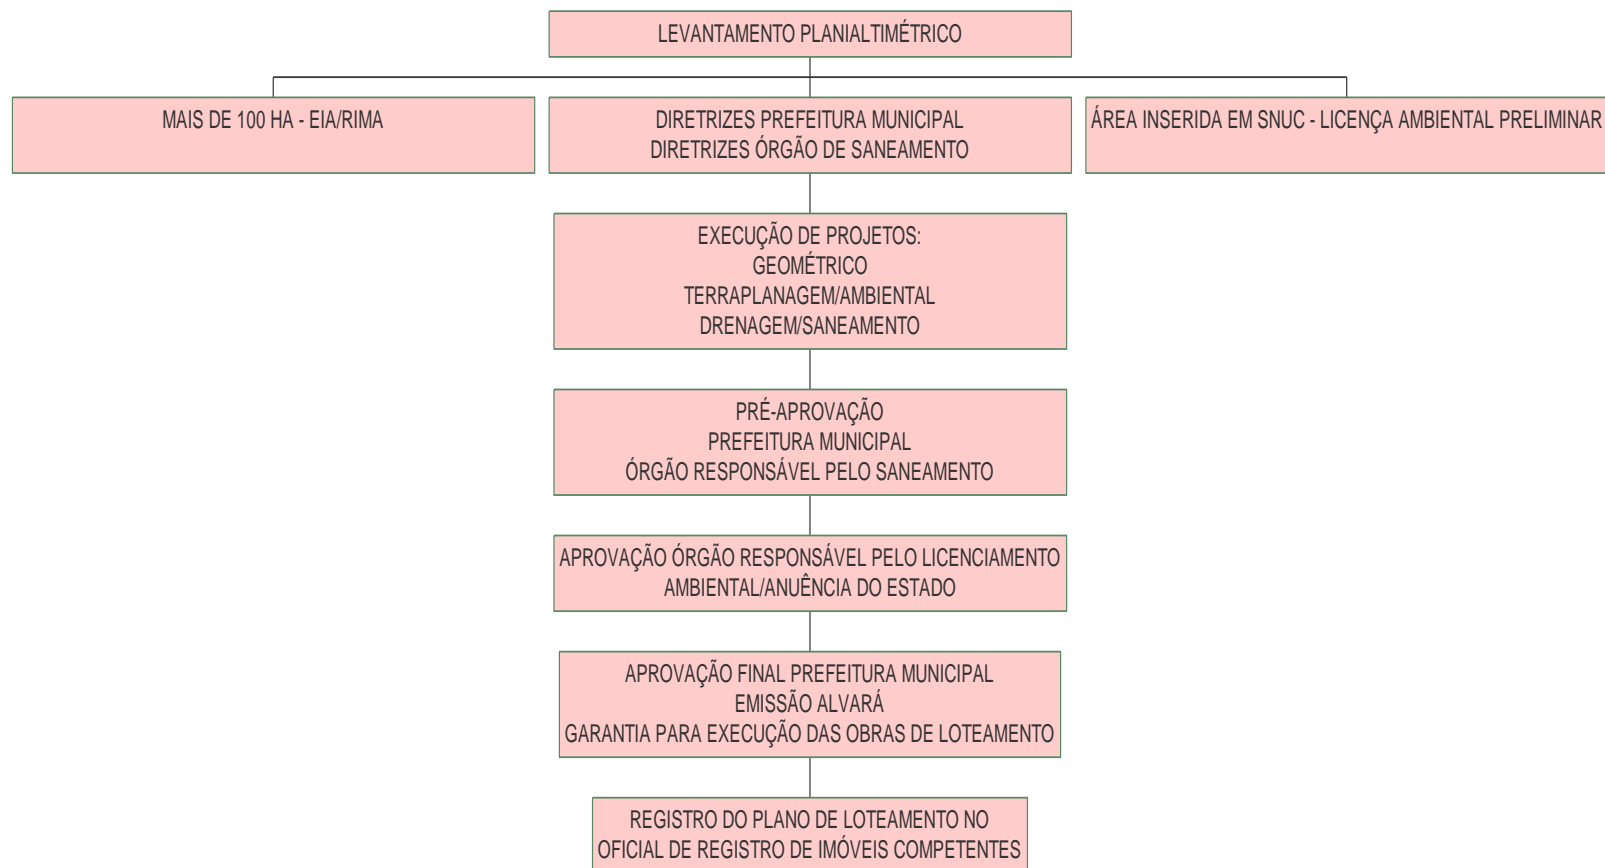 LEVANTAMENTO PLANIALTIMÉTRICO
MAIS DE 100 HA - EIA/RIMA
DIRETRIZES PREFEITURA MUNICIPAL
DIRETRIZES ÓRGÃO DE SANEAMENTO
ÁREA INSERIDA EM SNUC - LICENÇA AMBIENTAL PRELIMINAR
EXECUÇÃO DE PROJETOS:
GEOMÉTRICO
TERRAPLANAGEM/AMBIENTAL
DRENAGEM/SANEAMENTO
PRÉ-APROVAÇÃO
PREFEITURA MUNICIPAL
ÓRGÃO RESPONSÁVEL PELO SANEAMENTO
APROVAÇÃO ÓRGÃO RESPONSÁVEL PELO LICENCIAMENTO
AMBIENTAL/ANUÊNCIA DO ESTADO
APROVAÇÃO FINAL PREFEITURA MUNICIPAL
EMISSÃO ALVARÁ
GARANTIA PARA EXECUÇÃO DAS OBRAS DE LOTEAMENTO
REGISTRO DO PLANO DE LOTEAMENTO NO
OFICIAL DE REGISTRO DE IMÓVEIS COMPETENTES